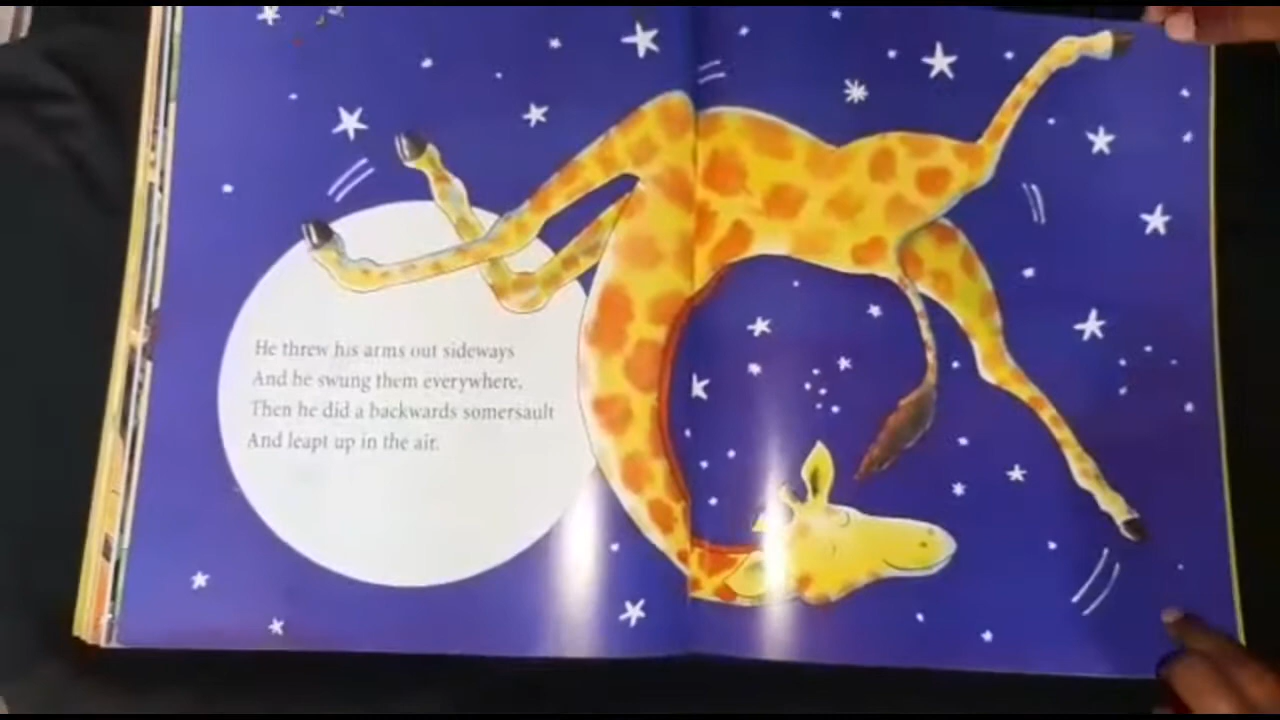 He threw his arms out sideways
And he swung them everywhere.
Then he did a backwards somersault
And leapt up in the air.